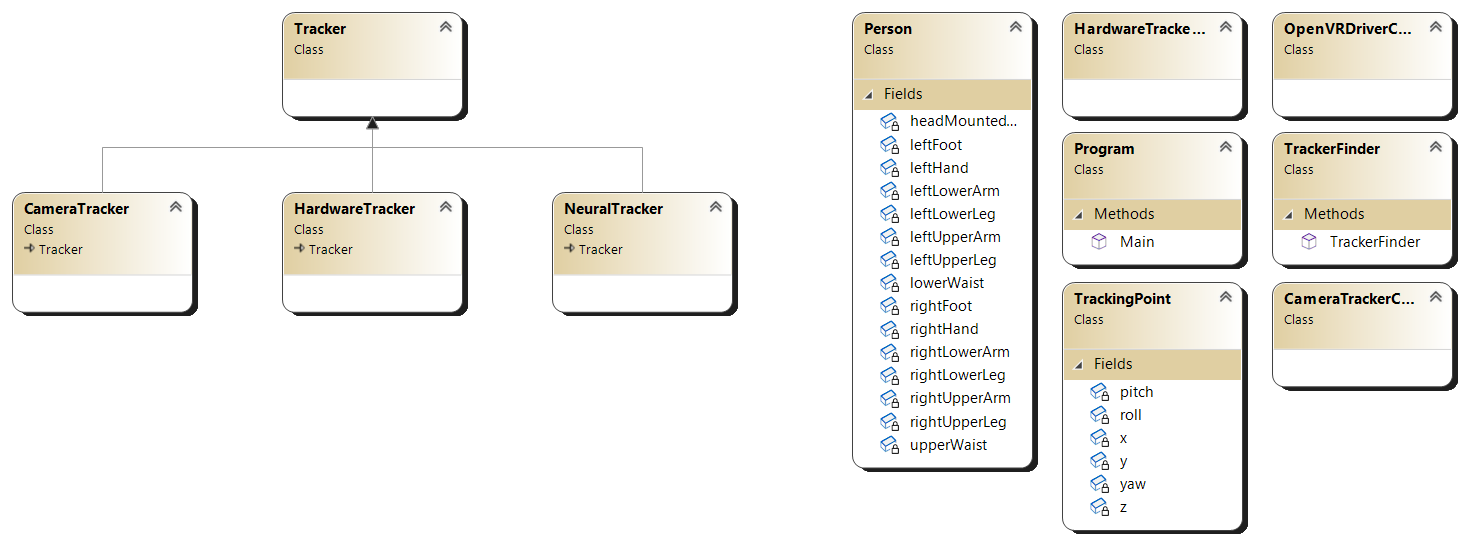 Tracker
Class
CameraTracker
Class
Tracker
HardwareTracker
Class
Tracker
NeuralTracker
Class
Tracker
Person
Class
Fields
headMounted...
leftFoot
leftHand
leftLowerArm
leftLowerLeg
leftUpperArm
leftUpperLeg
lowerWaist
rightFoot
rightHand
rightLowerArm
rightLowerLeg
rightUpperArm
rightUpperLeg
upperWaist
HardwareTracke...
Class
OpenVRDriverC...
Class
Program
Class
Methods
Main
TrackerFinder
Class
Methods
TrackerFinder
TrackingPoint
Class
Fields
pitch
roll
x
y
yaw
z
CameraTrackerC...
Class